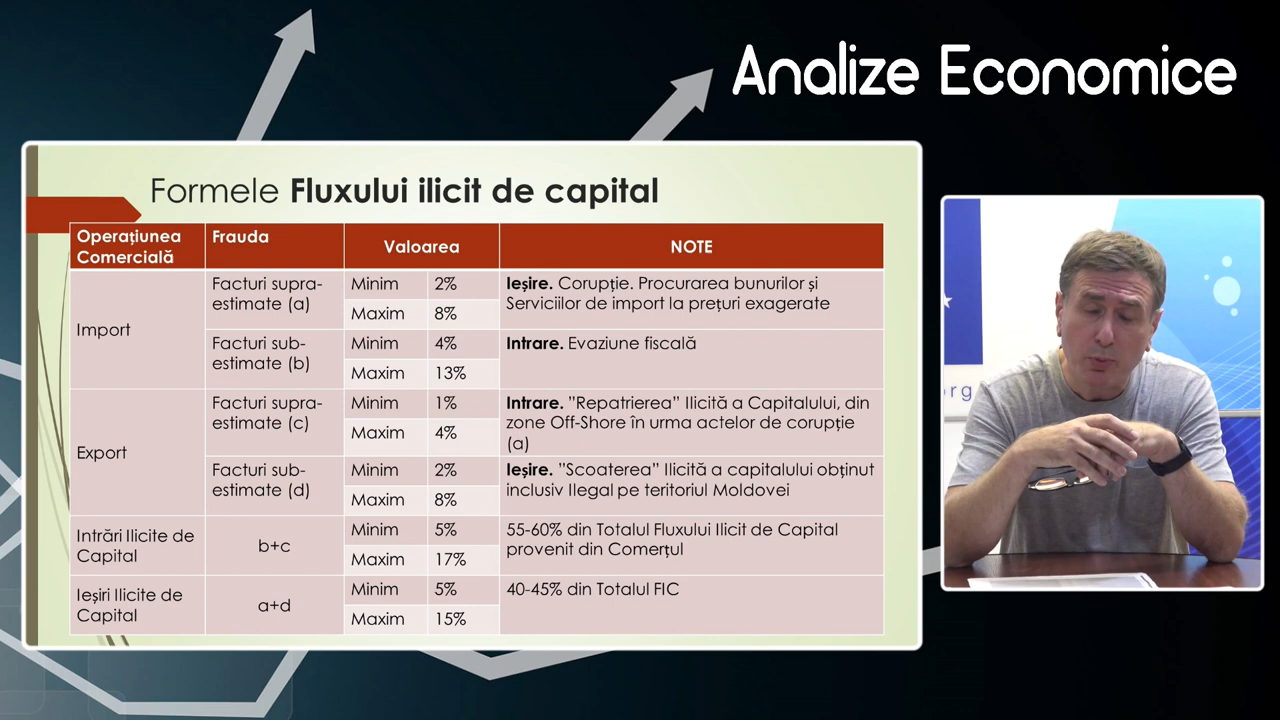 Analize Economice
Formele Fluxului ilicit de capital
Operațiunea
Comercială
Frauda
Valoarea
NOTE
Import
Facturi supra-
estimate (a)
Minim
2%
Maxim
8%
Ieșire. Corupție. Procurarea bunurilor și
Serviciilor de import la prețuri exagerate
Facturi sub-
estimate (b)
Minim
4%
Maxim
13%
Intrare. Evaziune fiscală
Export
Facturi supra-
estimate (c)
Minim
1%
Maxim
4%
Intrare. ”Repatrierea” Ilicită a Capitalului, din
zone Off-Shore în urma actelor de corupție
(a)
Facturi sub-
estimate (d)
Minim
2%
Maxim
8%
Ieșire. ”Scoaterea” Ilicită a capitalului obținut
inclusiv Ilegal pe teritoriul Moldovei
Intrări Ilicite de
Capital
b+c
Minim
5%
Maxim
17%
55-60% din Totalul Fluxului Ilicit de Capital
provenit din Comerțul
Ieșiri Ilicite de
Capital
a+d
Minim
5%
Maxim
15%
40-45% din Totalul FIC
org